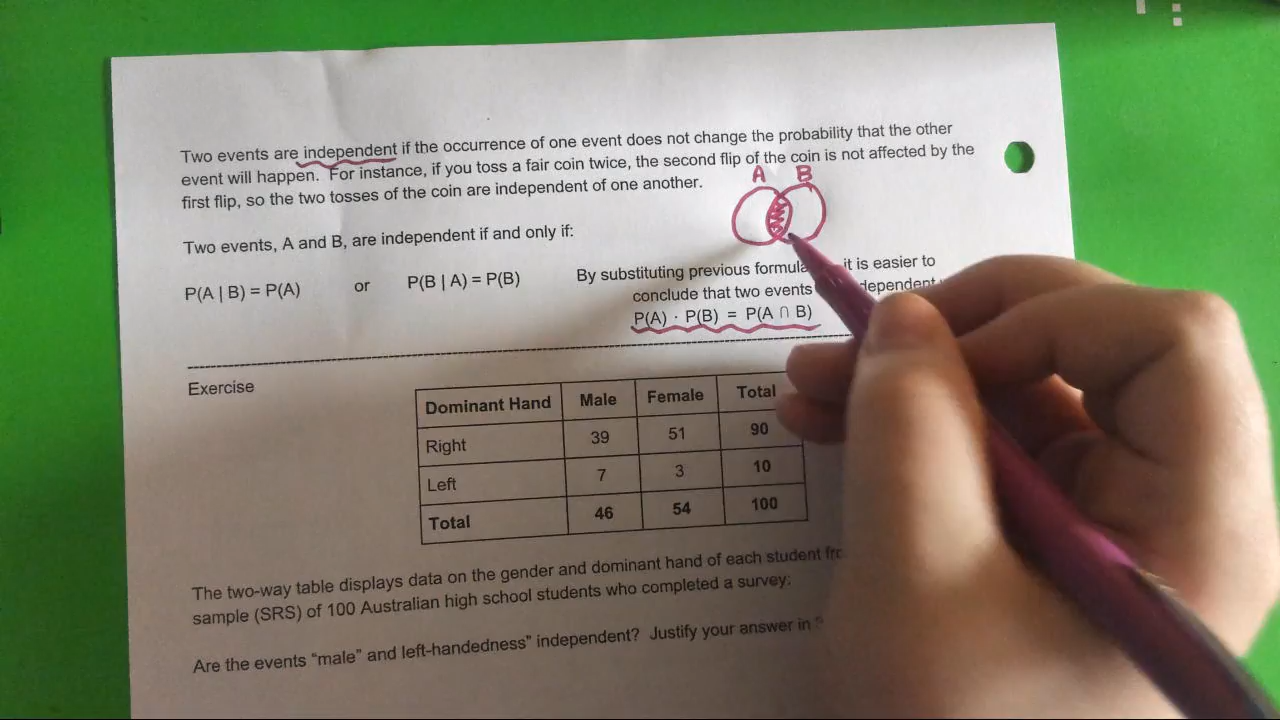 Two events are independent if the occurrence of one event does not change the probability that the other
event will happen. For instance, if you toss a fair coin twice, the second flip of the coin is not affected by the
first flip, so the two tosses of the coin are independent of one another.
A B
Two events, A and B, are independent if and only if:
P(A | B) = P(A) or P(B | A) = P(B)
By substituting previous it is easier to
conclude that two events
P(A) · P(B) = P(A ∩ B)
Exercise
Dominant Hand Male Female Total
Right 39 51 90
Left 7 3 10
Total 46 54 100
The two-way table displays data on the gender and dominant hand of each student
sample (SRS) of 100 Australian high school students who completed a survey:
Are the events “male” and left-handedness” independent? Justify your answer in